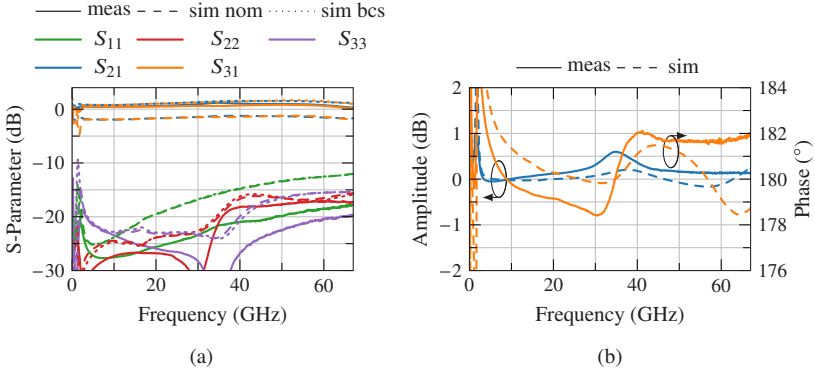 meas sim nom sim bcs
S11 S22 S33
S21 S31
0
−10
−20
−30
S-Parameter (dB)
0 20 40 60
Frequency (GHz)
(a)
meas sim
2
1
0
−1
−2
Amplitude (dB)
184
182
180
178
176
Phase (°)
0 20 40 60
Frequency (GHz)
(b)